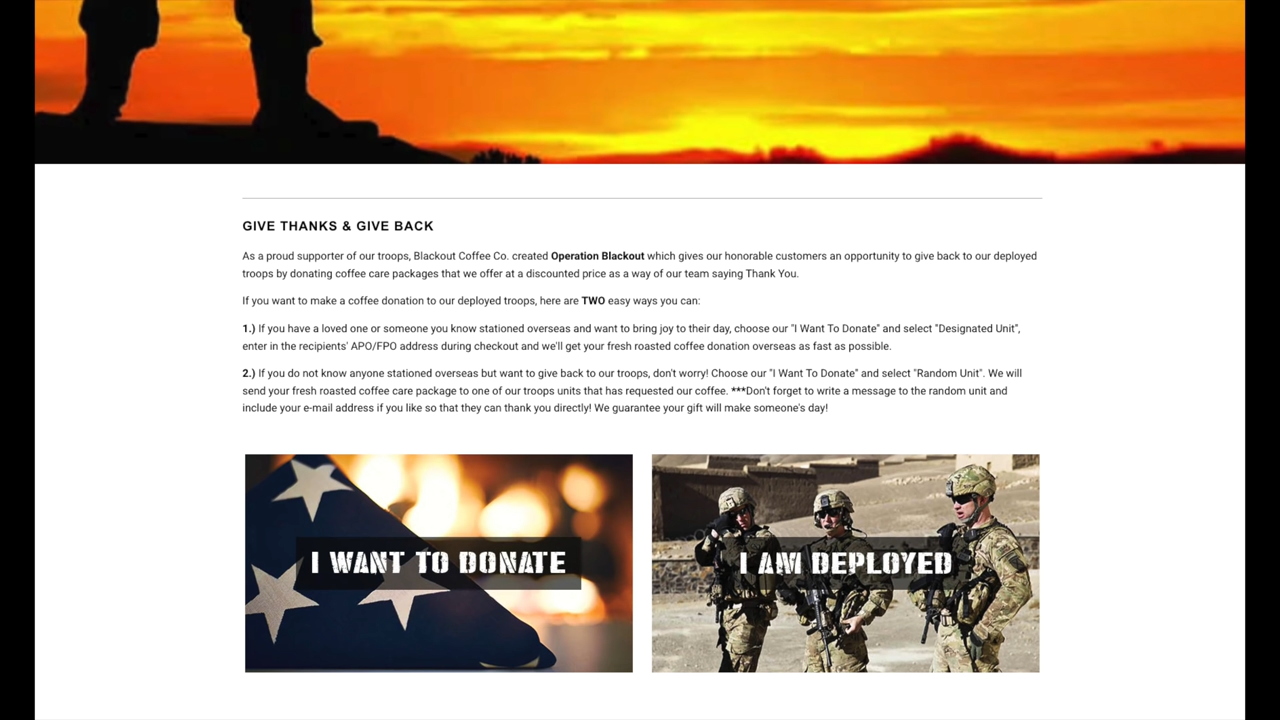 GIVE THANKS & GIVE BACK
As a proud supporter of our troops, Blackout Coffee Co. created Operation Blackout which gives our honorable customers an opportunity to give back to our deployed
troops by donating coffee care packages that we offer at a discounted price as a way of our team saying Thank You.
If you want to make a coffee donation to our deployed troops, here are TWO easy ways you can:
1.) If you have a loved one or someone you know stationed overseas and want to bring joy to their day, choose our "I Want To Donate" and select "Designated Unit",
enter in the recipients' APO/FPO address during checkout and we'll get your fresh roasted coffee donation overseas as fast as possible.
2.) If you do not know anyone stationed overseas but want to give back to our troops, don't worry! Choose our "I Want To Donate" and select "Random Unit". We will
send your fresh roasted coffee care package to one of our troops units that has requested our coffee. ***Don't forget to write a message to the random unit and
include your e-mail address if you like so that they can thank you directly! We guarantee your gift will make someone's day!
I WANT TO DONATE
I AM DEPLOYED